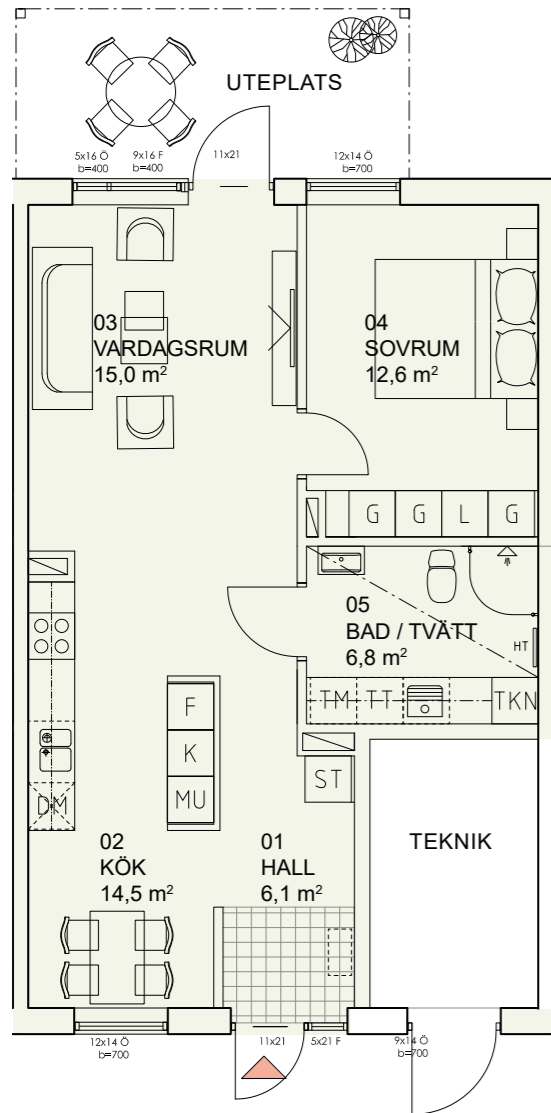 UTEPLATS
5x16 Ö
b=400
9x16 F
b=400
11x21
12x14 Ö
b=700
03
VARDAGSRUM
15,0 m²
04
SOVRUM
12,6 m²
G G L G
05
BAD / TVÄTT
6,8 m²
HT
TM TT TKN
F
K
MU
ST
DM
02
KÖK
14,5 m²
01
HALL
6,1 m²
TEKNIK
12x14 Ö
b=700
11x21
5x21 F
9x14 Ö
b=700